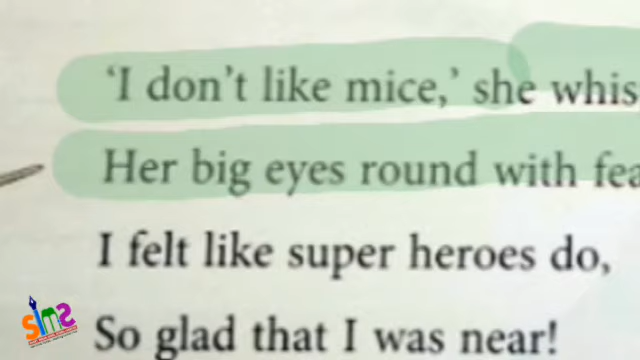 ‘I don’t like mice,’ she
Her big eyes round with
I felt like super heroes do,
So glad that I was near!
sims